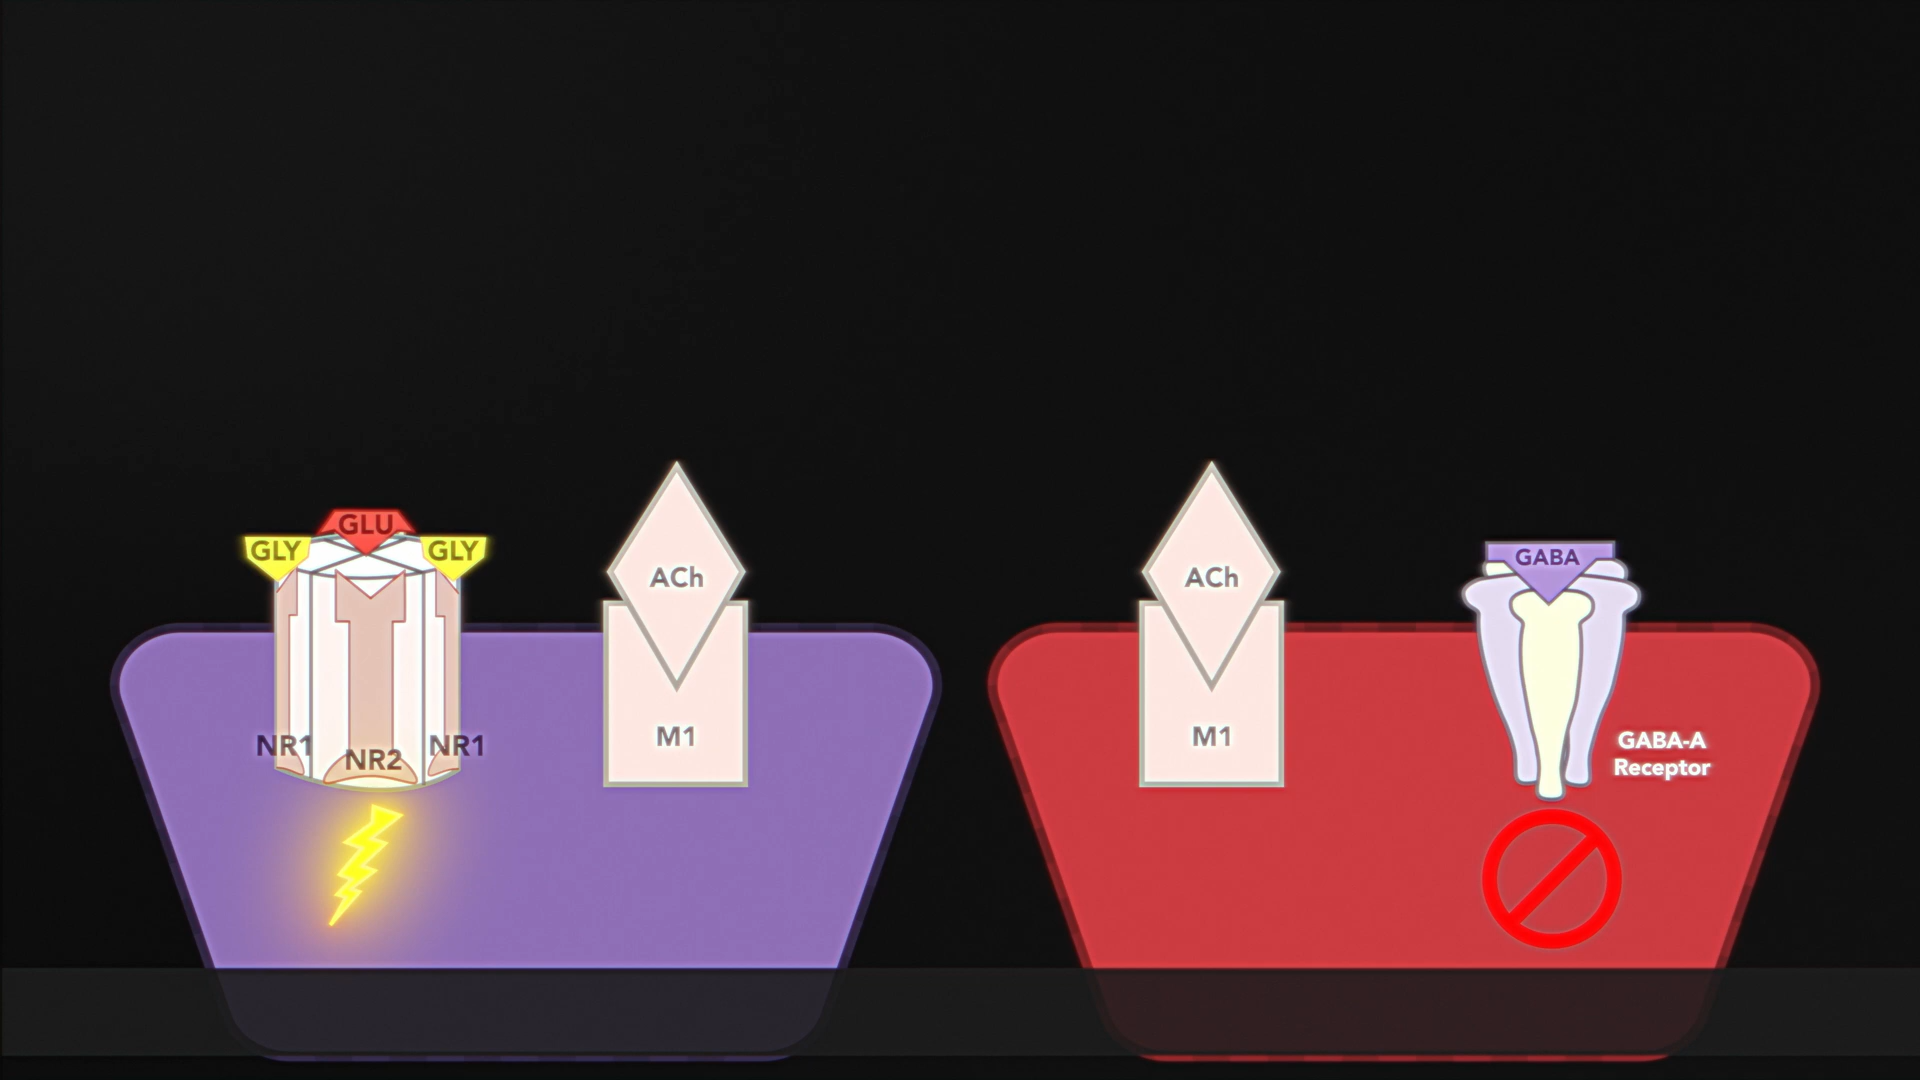 GLU
GLY
GLY
NR1
NR2
NR1
ACh
M1
ACh
M1
GABA
GABA-A
Receptor